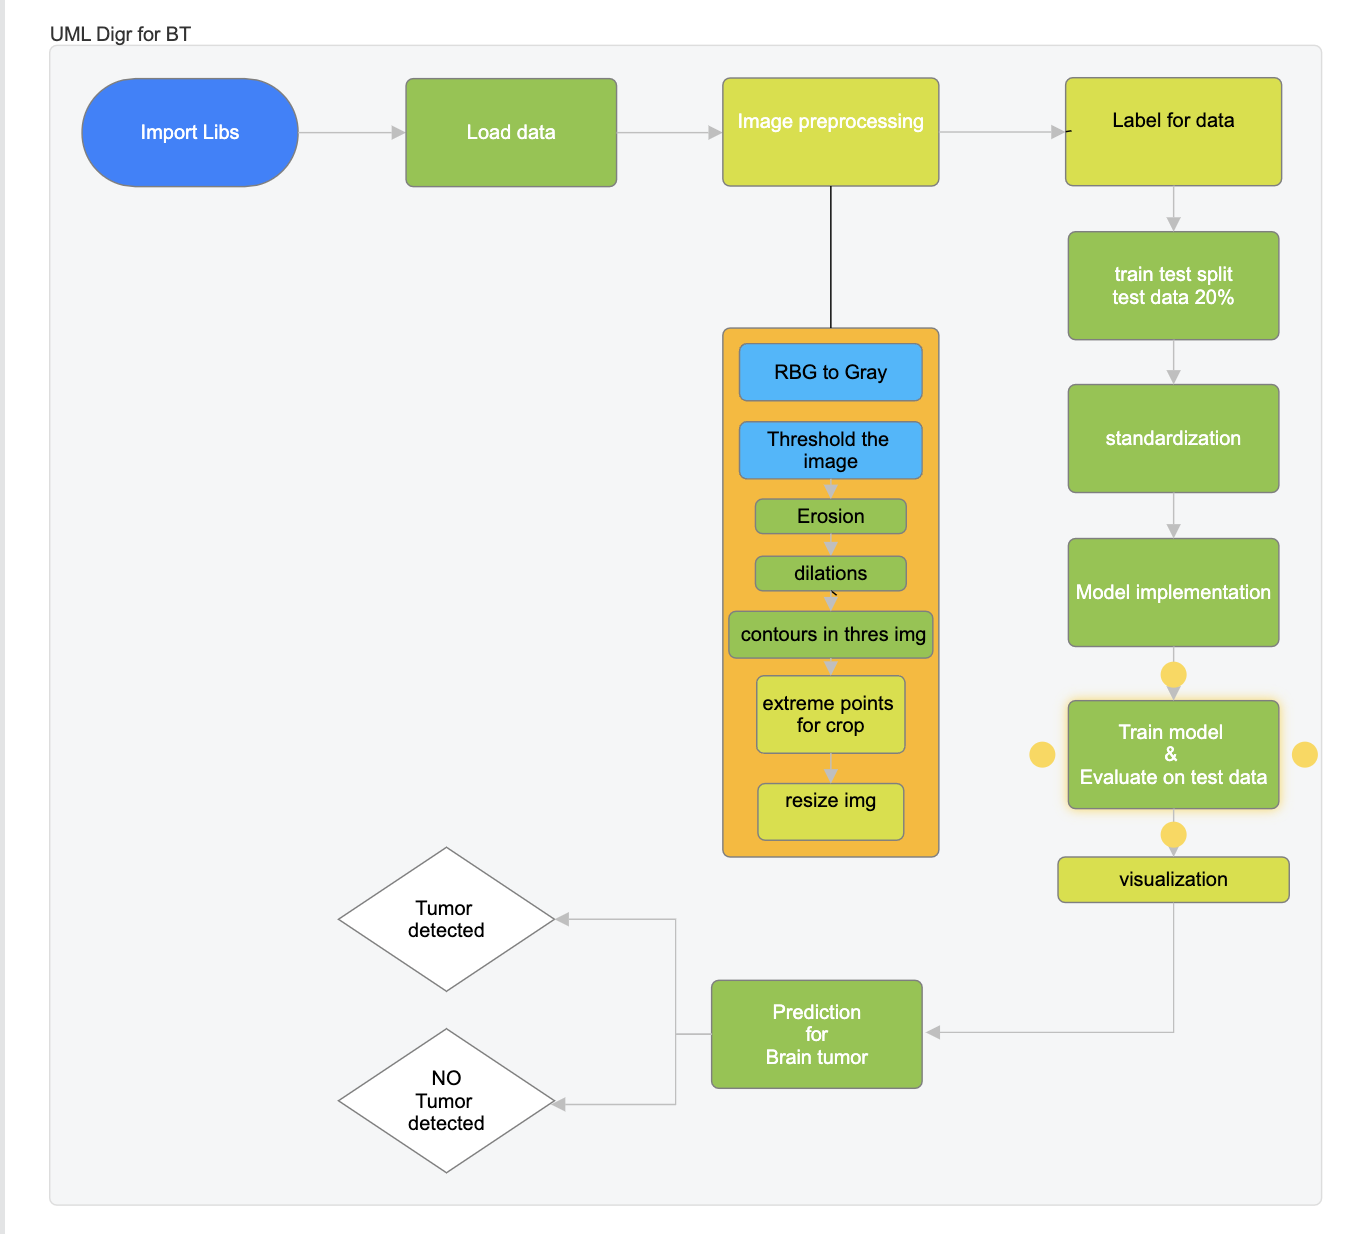 UML Digr for BT
Import Libs
Load data
Image preprocessing
Label for data
train test split
test data 20%
standardization
Model implementation
Train model
&
Evaluate on test data
visualization
RBG to Gray
Threshold the
image
Erosion
dilations
contours in thres img
extreme points
for crop
resize img
Prediction
for
Brain tumor
Tumor
detected
NO
Tumor
detected